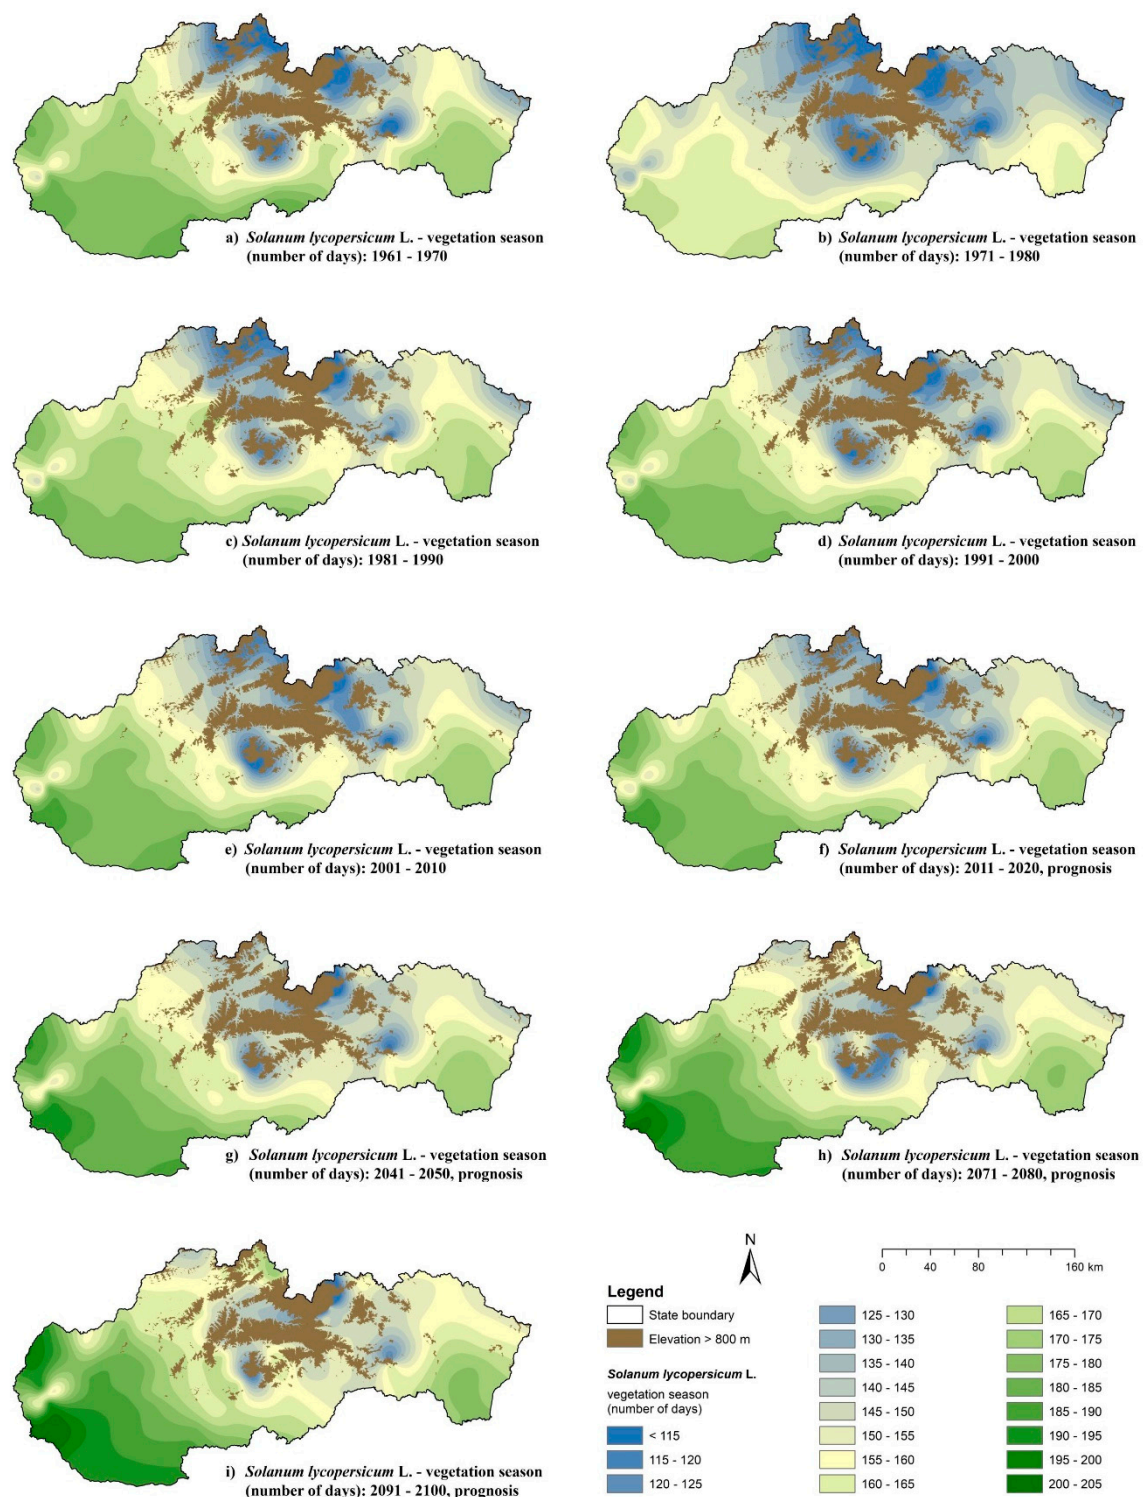 a) Solanum lycopersicum L. - vegetation season
(number of days): 1961 - 1970
b) Solanum lycopersicum L. - vegetation season
(number of days): 1971 - 1980
c) Solanum lycopersicum L. - vegetation season
(number of days): 1981 - 1990
d) Solanum lycopersicum L. - vegetation season
(number of days): 1991 - 2000
e) Solanum lycopersicum L. - vegetation season
(number of days): 2001 - 2010
f) Solanum lycopersicum L. - vegetation season
(number of days): 2011 - 2020, prognosis
g) Solanum lycopersicum L. - vegetation season
(number of days): 2041 - 2050, prognosis
h) Solanum lycopersicum L. - vegetation season
(number of days): 2071 - 2080, prognosis
i) Solanum lycopersicum L. - vegetation season
(number of days): 2091 - 2100, prognosis
N
0 40 80 160 km
Legend
State boundary
Elevation > 800 m
Solanum lycopersicum L.
vegetation season
(number of days)
< 115
115 - 120
120 - 125
125 - 130
130 - 135
135 - 140
140 - 145
145 - 150
150 - 155
155 - 160
160 - 165
165 - 170
170 - 175
175 - 180
180 - 185
185 - 190
190 - 195
195 - 200
200 - 205